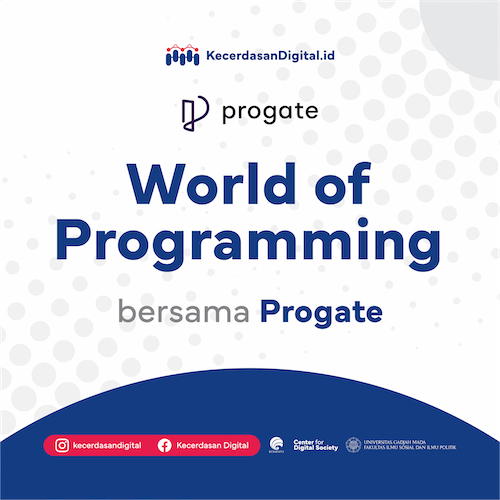 KecerdasanDigital.id
progate
World of
Programming
bersama Progate
kecerdasandigital
Kecerdasan Digital
KOMINFO
Center for
Digital Society
UNIVERSITAS GADJAH MADA
FAKULTAS ILMU SOSIAL DAN ILMU POLITIK